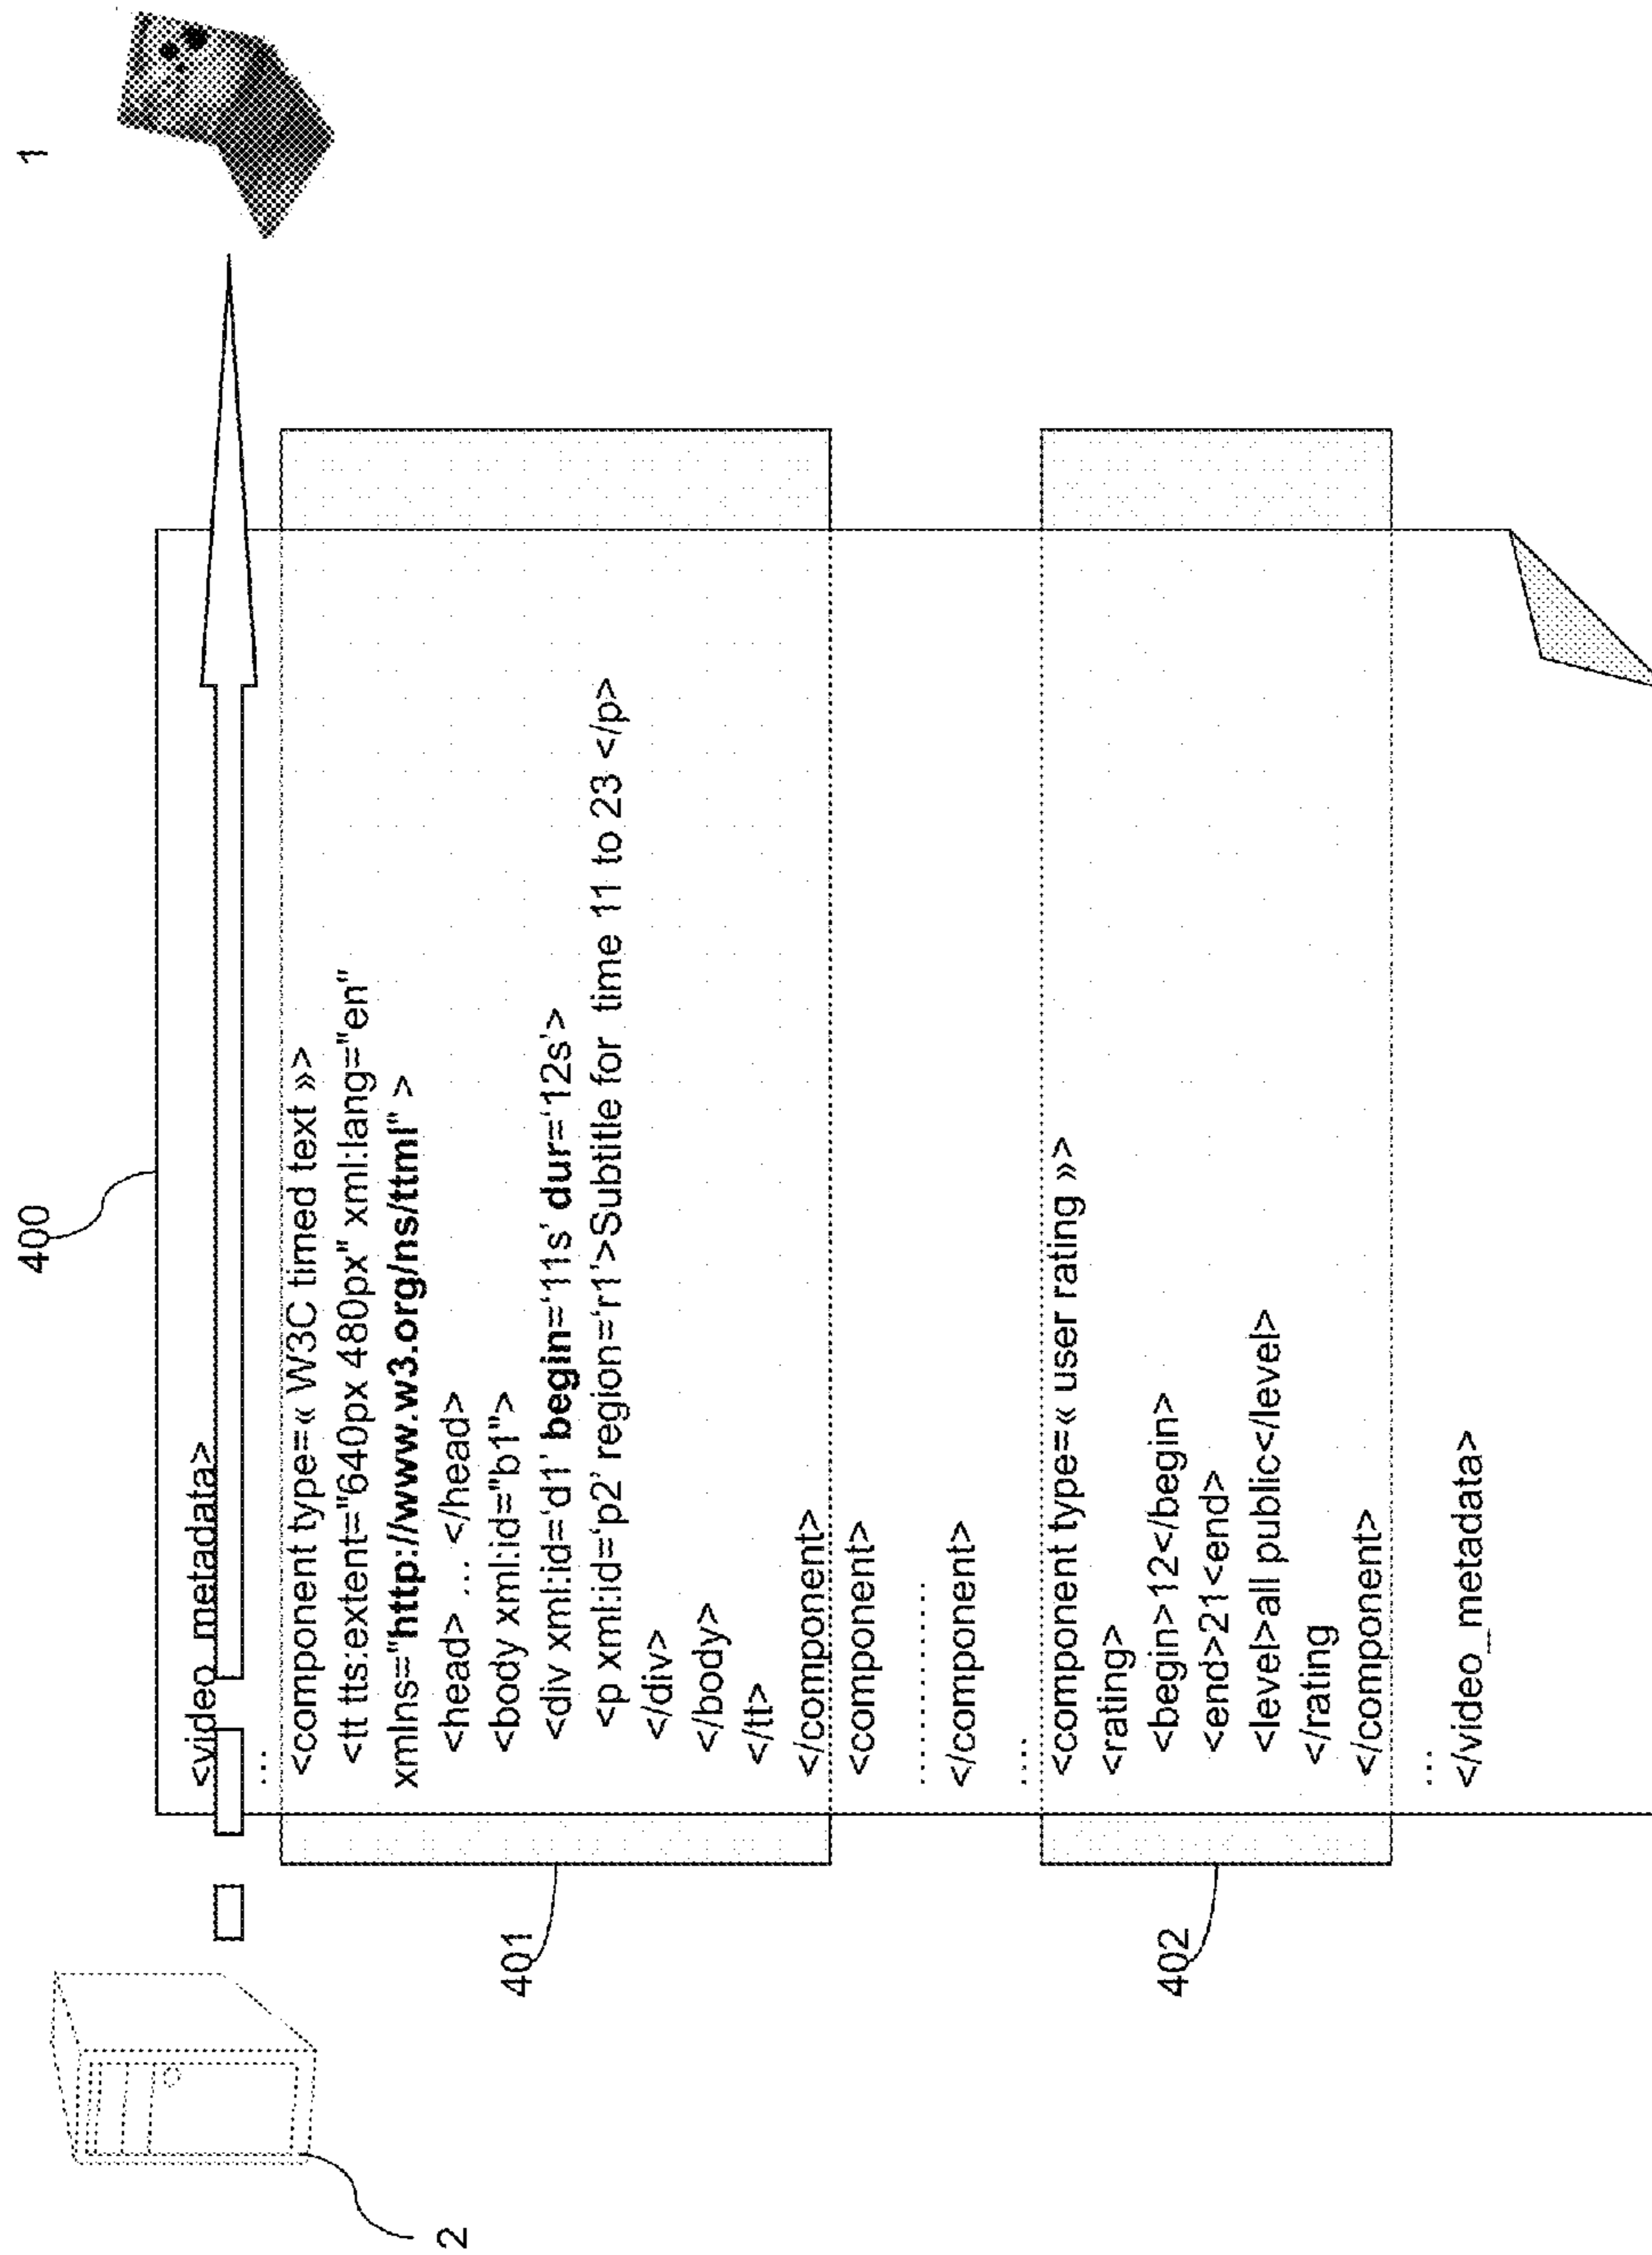 400
1
<video_metadata>
...
<component type=« W3C timed text »>
<tt tts:extent="640px 480px" xml:lang="en"
xmlns="http://www.w3.org/ns/ttml" >
<head> ... </head>
<body xml:id="b1">
<div xml:id='d1' begin='11s' dur='12s'>
<p xml:id='p2' region='r1'>Subtitle for time 11 to 23 </p>
</div>
</body>
</tt>
</component>
<component>
...........
</component>
...
<component type=« user rating »>
<rating>
<begin>12</begin>
<end>21<end>
<level>all public</level>
</rating
</component>
...
</video_metadata>
2
401
402